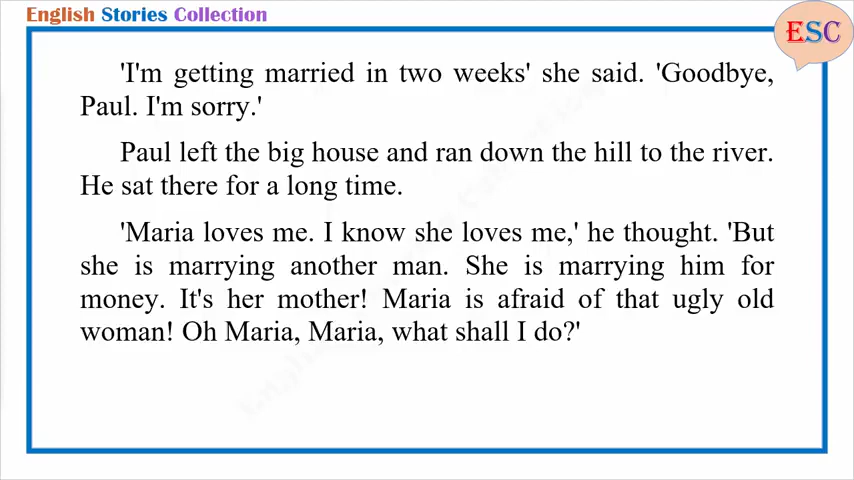 English Stories Collection
ESC
'I'm getting married in two weeks' she said. 'Goodbye,
Paul. I'm sorry.'
Paul left the big house and ran down the hill to the river.
He sat there for a long time.
'Maria loves me. I know she loves me,' he thought. 'But
she is marrying another man. She is marrying him for
money. It's her mother! Maria is afraid of that ugly old
woman! Oh Maria, Maria, what shall I do?'